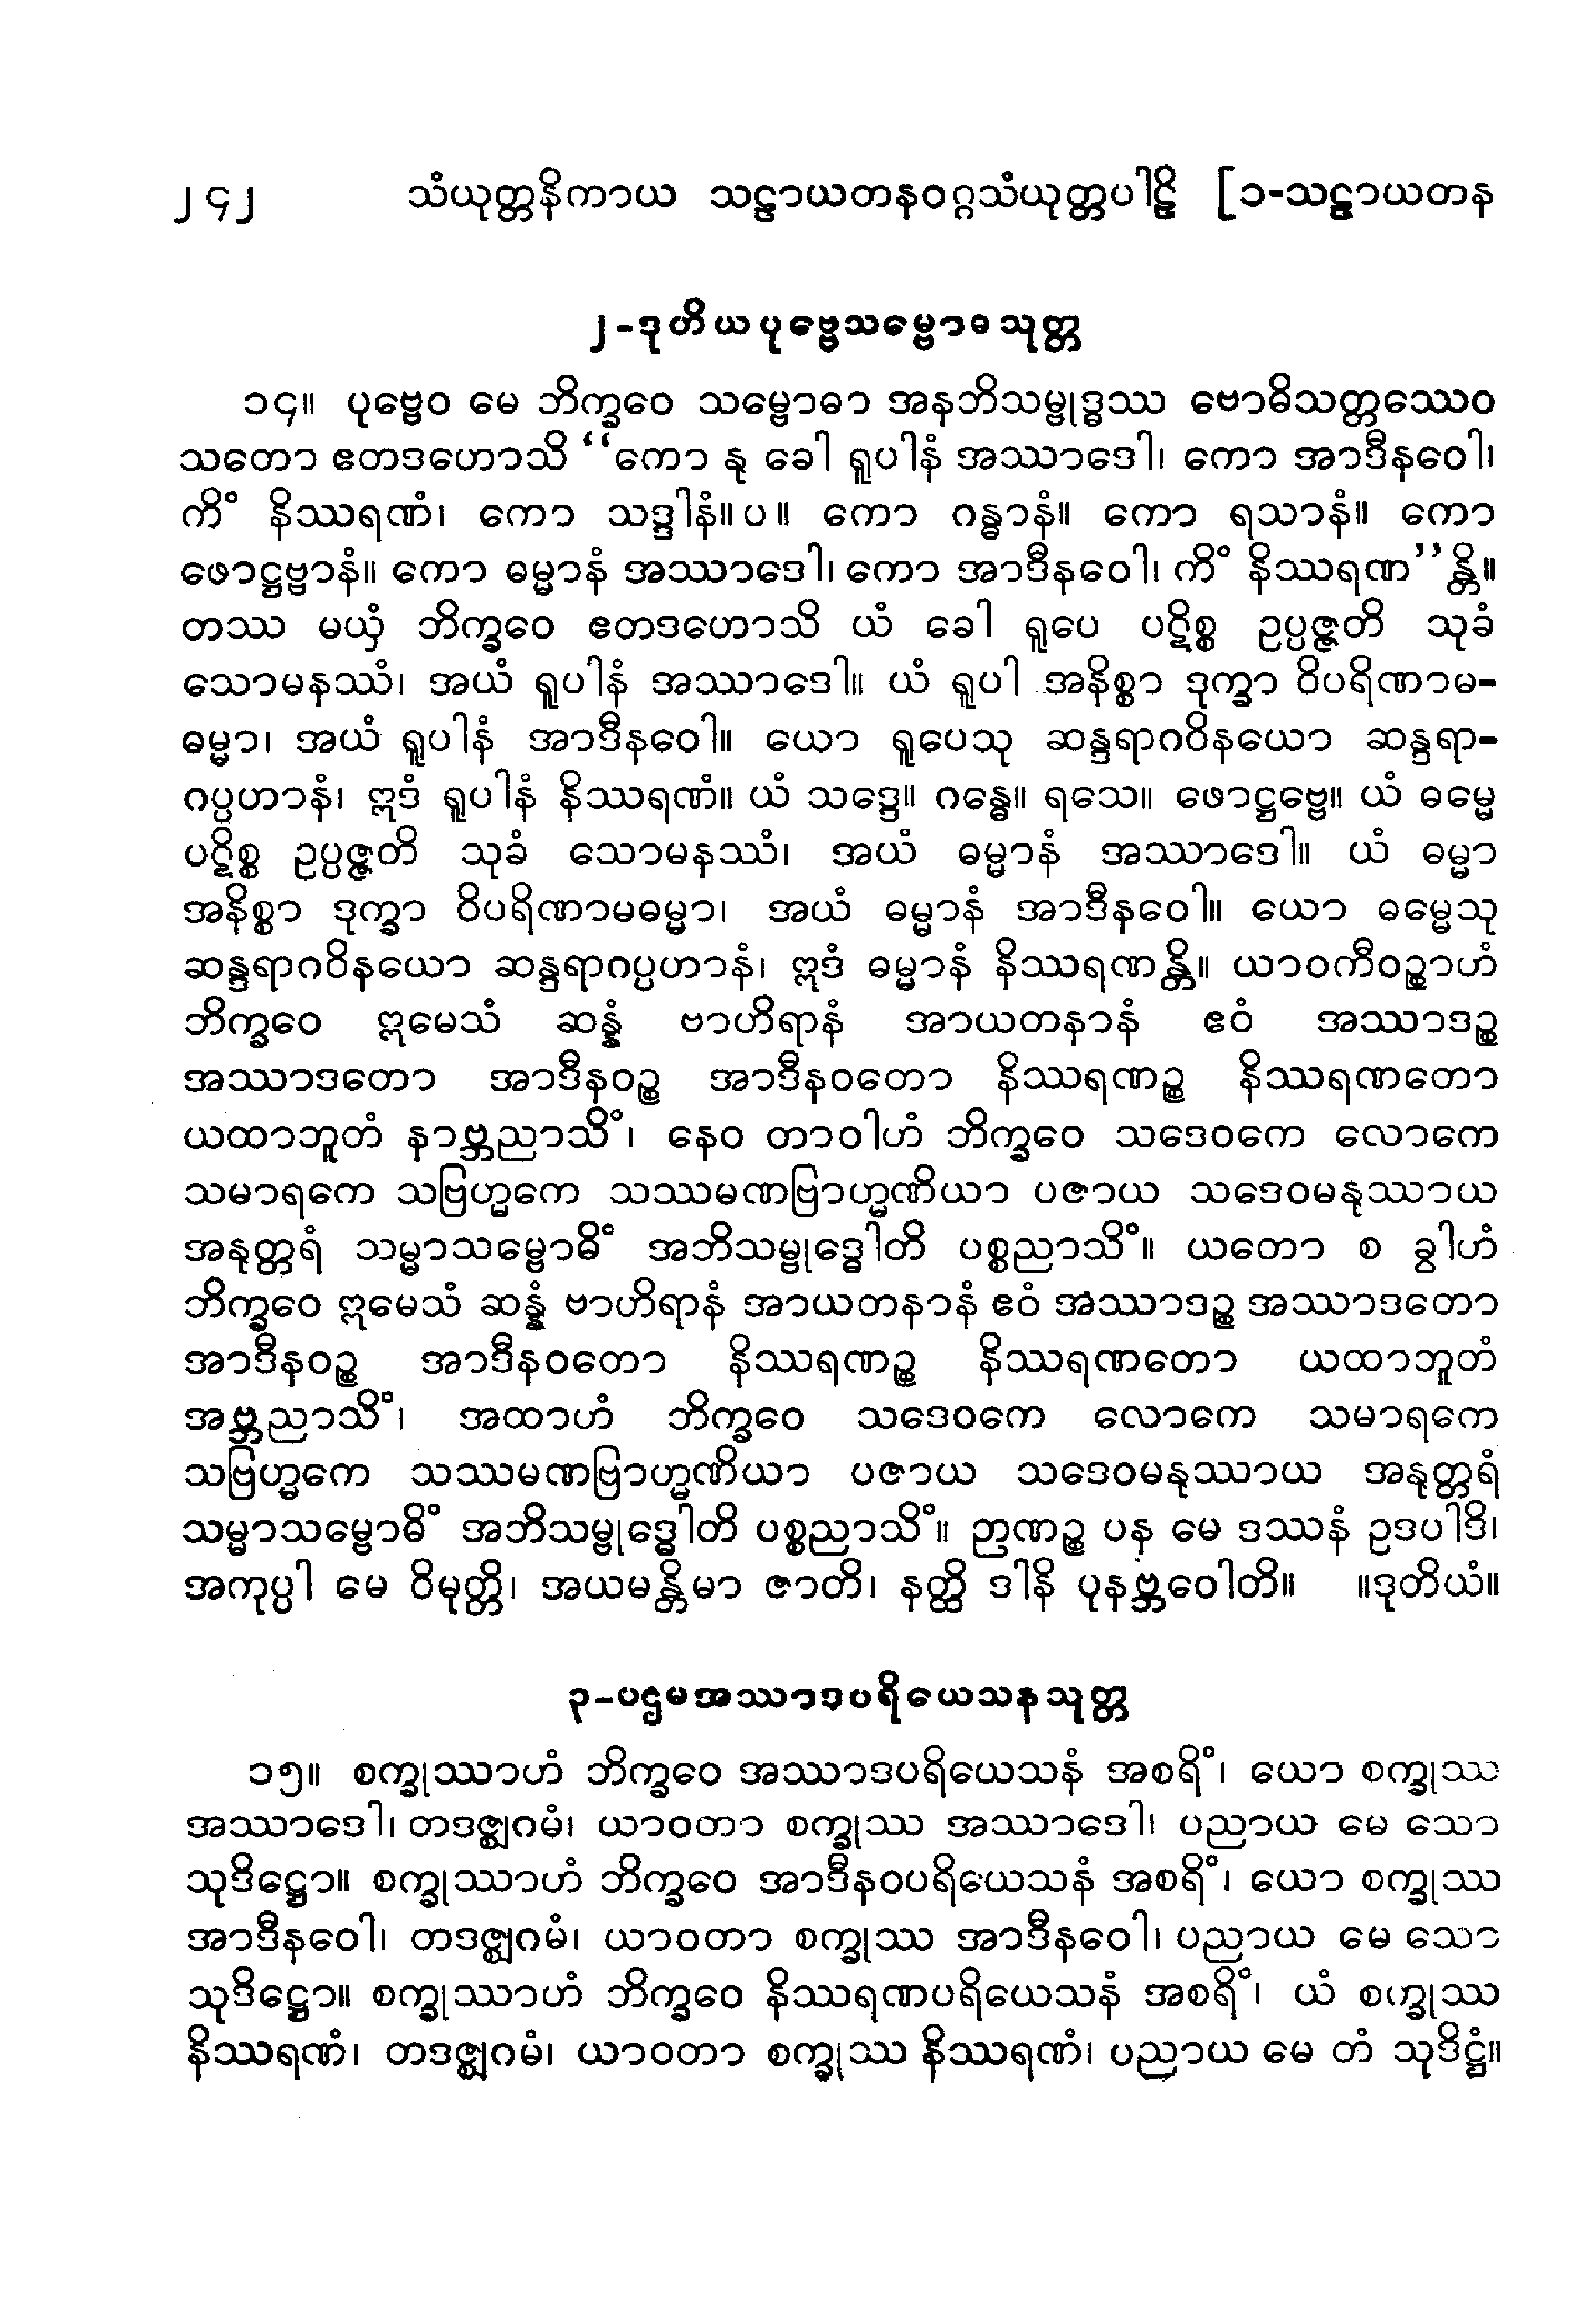 ၂၄၂ သံယုတ္တနိကာယ သဠာယတနဝဂ္ဂသံယုတ္တပါဠိ [၁-သဠာယတန
၂-ဒုတိယပုဗ္ဗေသမ္ဗောဓသုတ္တ
၁၄။ ပုဗ္ဗေဝ မေ ဘိက္ခဝေ သမ္ဗောဓာ အနဘိသမ္ဗုဒ္ဓဿ ဗောဓိသတ္တဿေဝ
သတော ဧတဒဟောသိ “ကော နု ခေါ ရူပါနံ အဿာဒေါ၊ ကော အာဒီနဝေါ၊
ကိံ နိဿရဏံ၊ ကော သဒ္ဒါနံ။ ပ ။ ကော ဂန္ဓာနံ။ ကော ရသာနံ။ ကော
ဖောဋ္ဌဗ္ဗာနံ။ ကော ဓမ္မာနံ အဿာဒေါ၊ ကော အာဒီနဝေါ၊ ကိံ နိဿရဏ”န္တိ။
တဿ မယှံ ဘိက္ခဝေ ဧတဒဟောသိ ယံ ခေါ ရူပေ ပဋိစ္စ ဥပ္ပဇ္ဇတိ သုခံ
သောမနဿံ၊ အယံ ရူပါနံ အဿာဒေါ။ ယံ ရူပါ အနိစ္စာ ဒုက္ခာ ဝိပရိဏာမ-
ဓမ္မာ၊ အယံ ရူပါနံ အာဒီနဝေါ။ ယော ရူပေသု ဆန္ဒရာဂဝိနယော ဆန္ဒရာ-
ဂပ္ပဟာနံ၊ ဣဒံ ရူပါနံ နိဿရဏံ။ ယံ သဒ္ဒေ။ ဂန္ဓေ။ ရသေ။ ဖောဋ္ဌဗ္ဗေ။ ယံ ဓမ္မေ
ပဋိစ္စ ဥပ္ပဇ္ဇတိ သုခံ သောမနဿံ၊ အယံ ဓမ္မာနံ အဿာဒေါ။ ယံ ဓမ္မာ
အနိစ္စာ ဒုက္ခာ ဝိပရိဏာမဓမ္မာ၊ အယံ ဓမ္မာနံ အာဒီနဝေါ။ ယော ဓမ္မေသု
ဆန္ဒရာဂဝိနယော ဆန္ဒရာဂပ္ပဟာနံ၊ ဣဒံ ဓမ္မာနံ နိဿရဏန္တိ။ ယာဝကီဝဉ္စာဟံ
ဘိက္ခဝေ ဣမေသံ ဆန္နံ ဗာဟိရာနံ အာယတနာနံ ဧဝံ အဿာဒဉ္စ
အဿာဒတော အာဒီနဝဉ္စ အာဒီနဝတော နိဿရဏဉ္စ နိဿရဏတော
ယထာဘူတံ နာဗ္ဘညာသိံ၊ နေဝ တာဝါဟံ ဘိက္ခဝေ သဒေဝကေ လောကေ
သမာရကေ သဗြဟ္မကေ သဿမဏဗြာဟ္မဏိယာ ပဇာယ သဒေဝမနုဿာယ
အနုတ္တရံ သမ္မာသမ္ဗောဓိံ အဘိသမ္ဗုဒ္ဓေါတိ ပစ္စညာသိံ။ ယတော စ ခွါဟံ
ဘိက္ခဝေ ဣမေသံ ဆန္နံ ဗာဟိရာနံ အာယတနာနံ ဧဝံ အဿာဒဉ္စ အဿာဒတော
အာဒီနဝဉ္စ အာဒီနဝတော နိဿရဏဉ္စ နိဿရဏတော ယထာဘူတံ
အဗ္ဘညာသိံ၊ အထာဟံ ဘိက္ခဝေ သဒေဝကေ လောကေ သမာရကေ
သဗြဟ္မကေ သဿမဏဗြာဟ္မဏိယာ ပဇာယ သဒေဝမနုဿာယ အနုတ္တရံ
သမ္မာသမ္ဗောဓိံ အဘိသမ္ဗုဒ္ဓေါတိ ပစ္စညာသိံ။ ဉာဏဉ္စ ပန မေ ဒဿနံ ဥဒပါဒိ၊
အကုပ္ပါ မေ ဝိမုတ္တိ၊ အယမန္တိမာ ဇာတိ၊ နတ္ထိ ဒါနိ ပုနဗ္ဘဝေါတိ။ ။ဒုတိယံ။
၃-ပဌမအဿာဒပရိယေသနသုတ္တ
၁၅။ စက္ခုဿာဟံ ဘိက္ခဝေ အဿာဒပရိယေသနံ အစရိံ၊ ယော စက္ခုဿ
အဿာဒေါ၊ တဒဇ္ဈဂမံ၊ ယာဝတာ စက္ခုဿ အဿာဒေါ၊ ပညာယ မေ သော
သုဒိဋ္ဌော။ စက္ခုဿာဟံ ဘိက္ခဝေ အာဒီနဝပရိယေသနံ အစရိံ၊ ယော စက္ခုဿ
အာဒီနဝေါ၊ တဒဇ္ဈဂမံ၊ ယာဝတာ စက္ခုဿ အာဒီနဝေါ၊ ပညာယ မေ သော
သုဒိဋ္ဌော။ စက္ခုဿာဟံ ဘိက္ခဝေ နိဿရဏပရိယေသနံ အစရိံ၊ ယံ စက္ခုဿ
နိဿရဏံ၊ တဒဇ္ဈဂမံ၊ ယာဝတာ စက္ခုဿ နိဿရဏံ၊ ပညာယ မေ တံ သုဒိဋ္ဌံ။